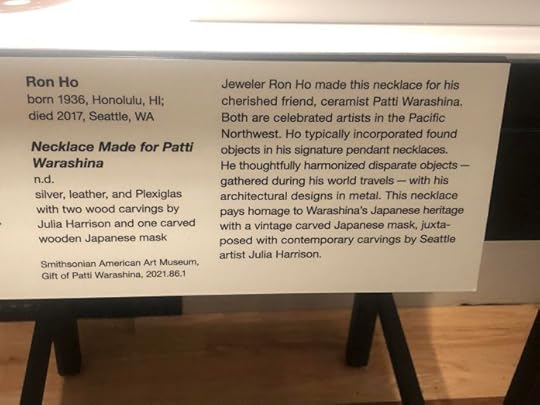 Ron Ho
born 1936, Honolulu, HI;
died 2017, Seattle, WA
Necklace Made for Patti
Warashina
n.d.
silver, leather, and Plexiglas
with two wood carvings by
Julia Harrison and one carved
wooden Japanese mask
Smithsonian American Art Museum,
Gift of Patti Warashina, 2021.86.1
Jeweler Ron Ho made this necklace for his
cherished friend, ceramist Patti Warashina.
Both are celebrated artists in the Pacific
Northwest. Ho typically incorporated found
objects in his signature pendant necklaces.
He thoughtfully harmonized disparate objects —
gathered during his world travels — with his
architectural designs in metal. This necklace
pays homage to Warashina's Japanese heritage
with a vintage carved Japanese mask, juxta-
posed with contemporary carvings by Seattle
artist Julia Harrison.